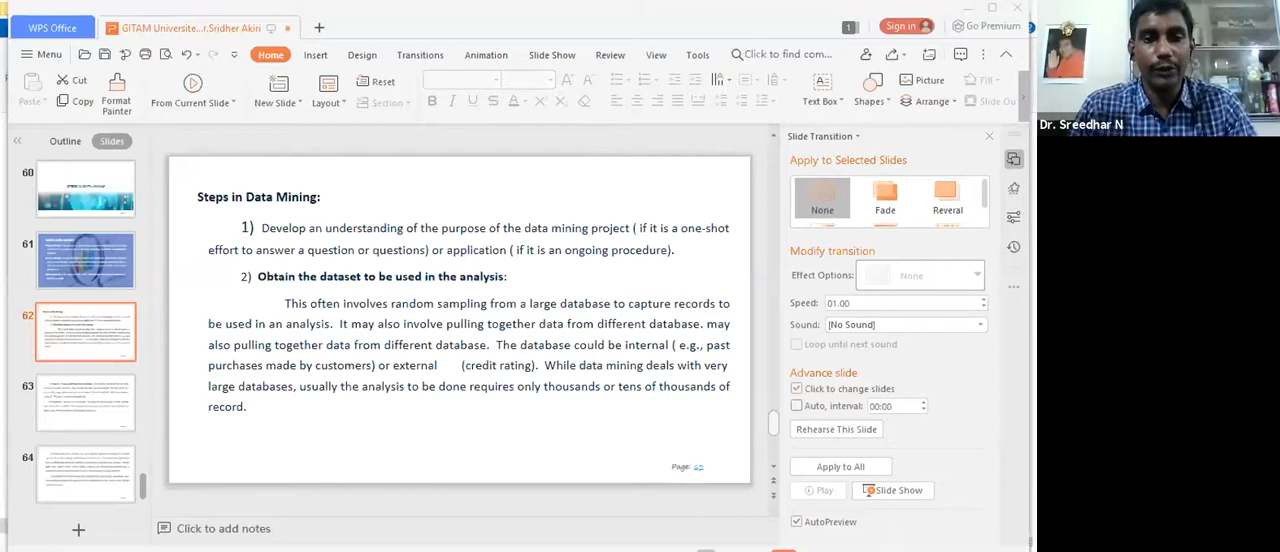 WPS Office
GITAM Universite...r.Sridher Akiri
1
Sign in
Go Premium
Menu
Home Insert Transitions Animation Slide Show Review View Tools Click to find com...
Cut
Copy
Format
Painter
From Current Slide
New Slide
Layout
Reset
B I U S A
Text Box
Shapes
Picture
Arrange
Fill
Slide Ou
Outline Slides
61
62
63
64
Steps in Data Mining:
1) Develop an understanding of the purpose of the data mining project ( if it is a one-shot
effort to answer a question or questions) or application ( if it is an ongoing procedure).
2) Obtain the dataset to be used in the analysis:
This often involves random sampling from a large database to capture records to
be used in an analysis. It may also involve pulling together data from different database. may
also pulling together data from different database. The database could be internal ( e.g., past
purchases made by customers) or external (credit rating). While data mining deals with very
large databases, usually the analysis to be done requires only thousands or tens of thousands of
record.
Page: 62
Click to add notes
Slide Transition
Apply to Selected Slides
None Fade Reveral
Modify transition
Effect Options: None
Speed: 01.00
[No Sound]
Loop until next sound
Advance slide
Click to change slides
Auto, interval: 00:00
Rehearse This Slide
Apply to All
Play
Slide Show
AutoPreview
Dr. Sreedhar N